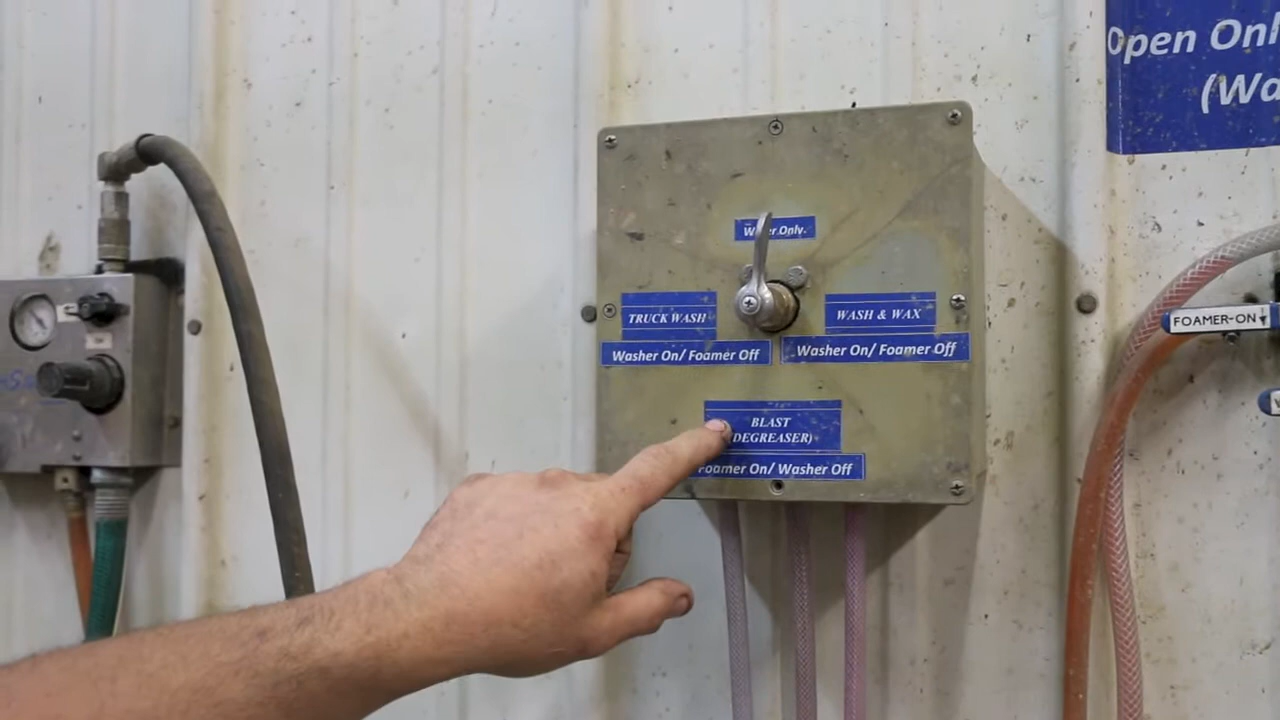 Open Onl
(Wa
Water Only
TRUCK WASH
Washer On/ Foamer Off
WASH & WAX
Washer On/ Foamer Off
BLAST
DEGREASER)
Foamer On/ Washer Off
FOAMER-ON